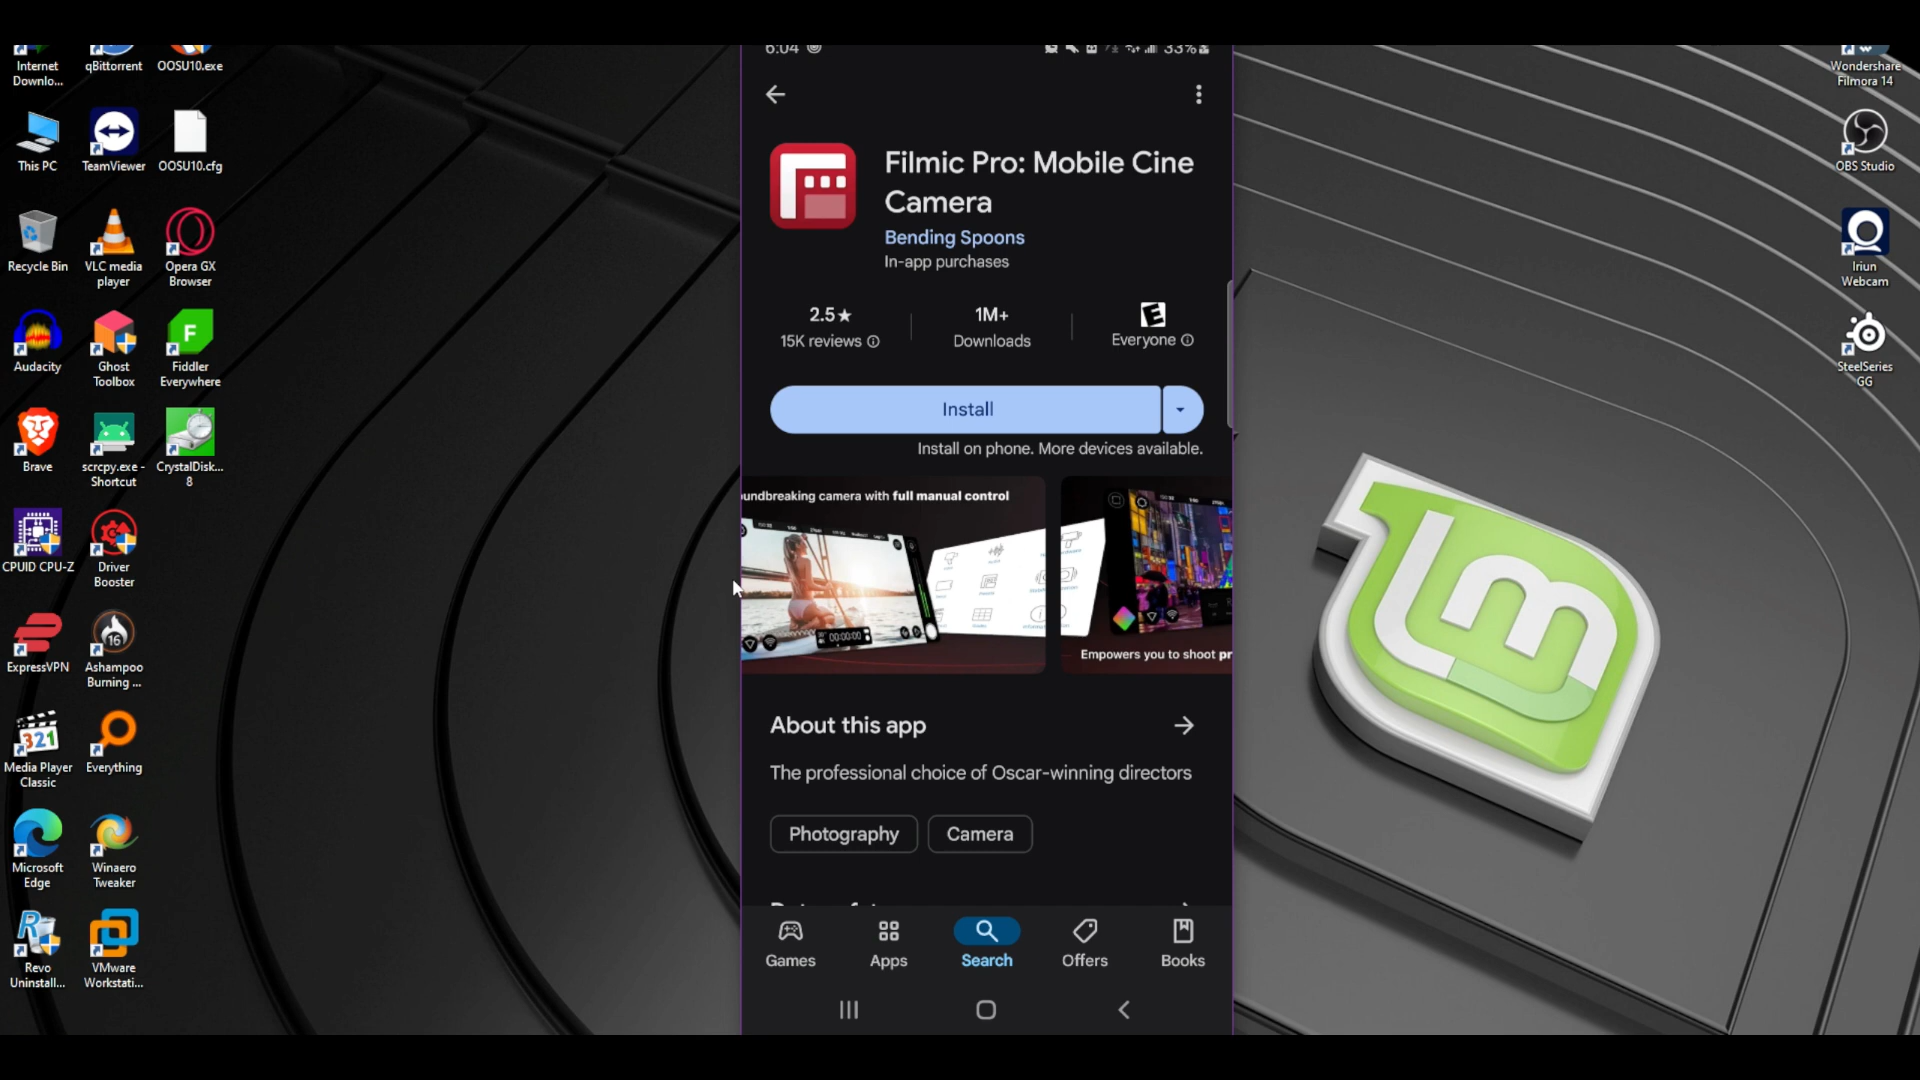 Internet
Downlo...
qBittorrent
OOSU10.exe
This PC
TeamViewer
OOSU10.cfg
Recycle Bin
VLC media
player
Opera GX
Browser
Audacity
Ghost
Toolbox
Fiddler
Everywhere
Brave
scrcpy.exe -
Shortcut
CrystalDisk...
8
CPUID CPU-Z
Driver
Booster
ExpressVPN
Ashampoo
Burning ...
Media Player
Classic
Everything
Microsoft
Edge
Winaero
Tweaker
Revo
Uninstall...
VMware
Workstati...
6:04
33%
Filmic Pro: Mobile Cine
Camera
Bending Spoons
In-app purchases
2.5★
15K reviews
1M+
Downloads
E
Everyone
Install
Install on phone. More devices available.
undbreaking camera with full manual control
00:00:00
Empowers you to shoot pr
About this app
The professional choice of Oscar-winning directors
Photography
Camera
Games
Apps
Search
Offers
Books
Wondershare
Filmora 14
OBS Studio
Iriun
Webcam
SteelSeries
GG